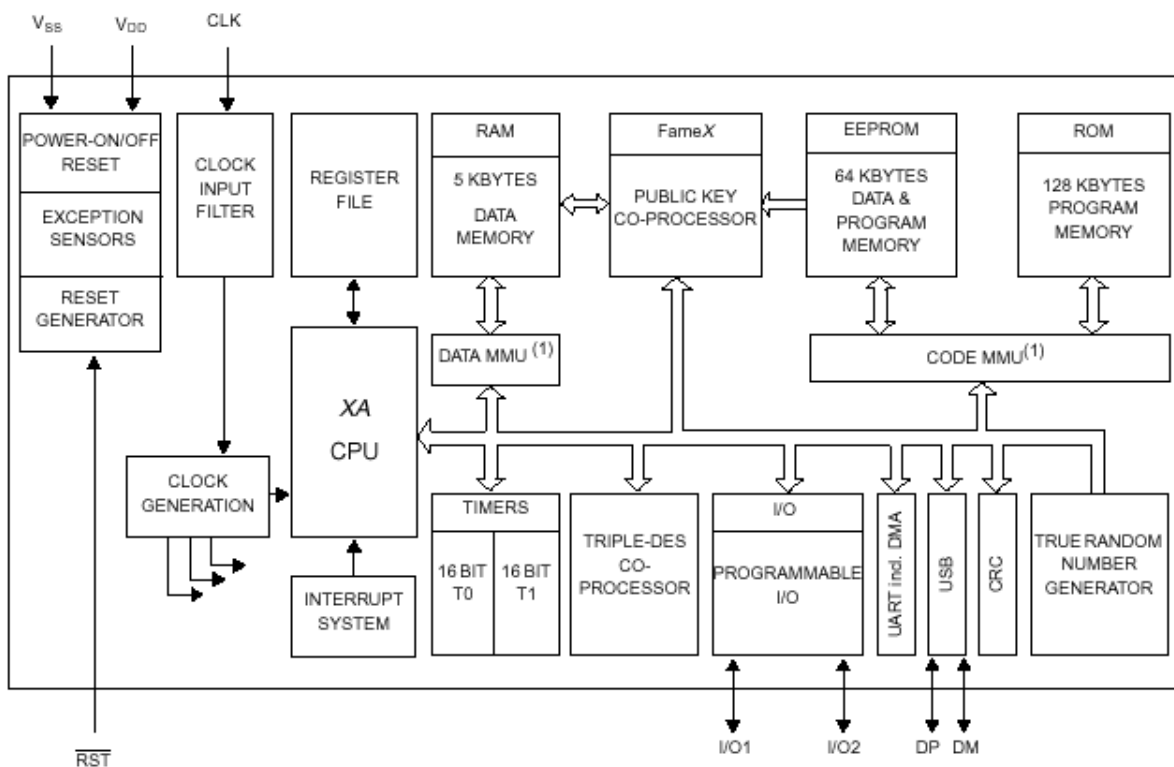 V_SS
V_DD
CLK
POWER-ON/OFF
RESET
EXCEPTION
SENSORS
RESET
GENERATOR
CLOCK
INPUT
FILTER
REGISTER
FILE
RAM
5 KBYTES
DATA
MEMORY
FameX
PUBLIC KEY
CO-PROCESSOR
EEPROM
64 KBYTES
DATA &
PROGRAM
MEMORY
ROM
128 KBYTES
PROGRAM
MEMORY
DATA MMU (1)
CODE MMU(1)
XA
CPU
CLOCK
GENERATION
INTERRUPT
SYSTEM
TIMERS
16 BIT
T0
16 BIT
T1
TRIPLE-DES
CO-
PROCESSOR
I/O
PROGRAMMABLE
I/O
UART incl. DMA
USB
CRC
TRUE RANDOM
NUMBER
GENERATOR
RST
I/O1
I/O2
DP
DM